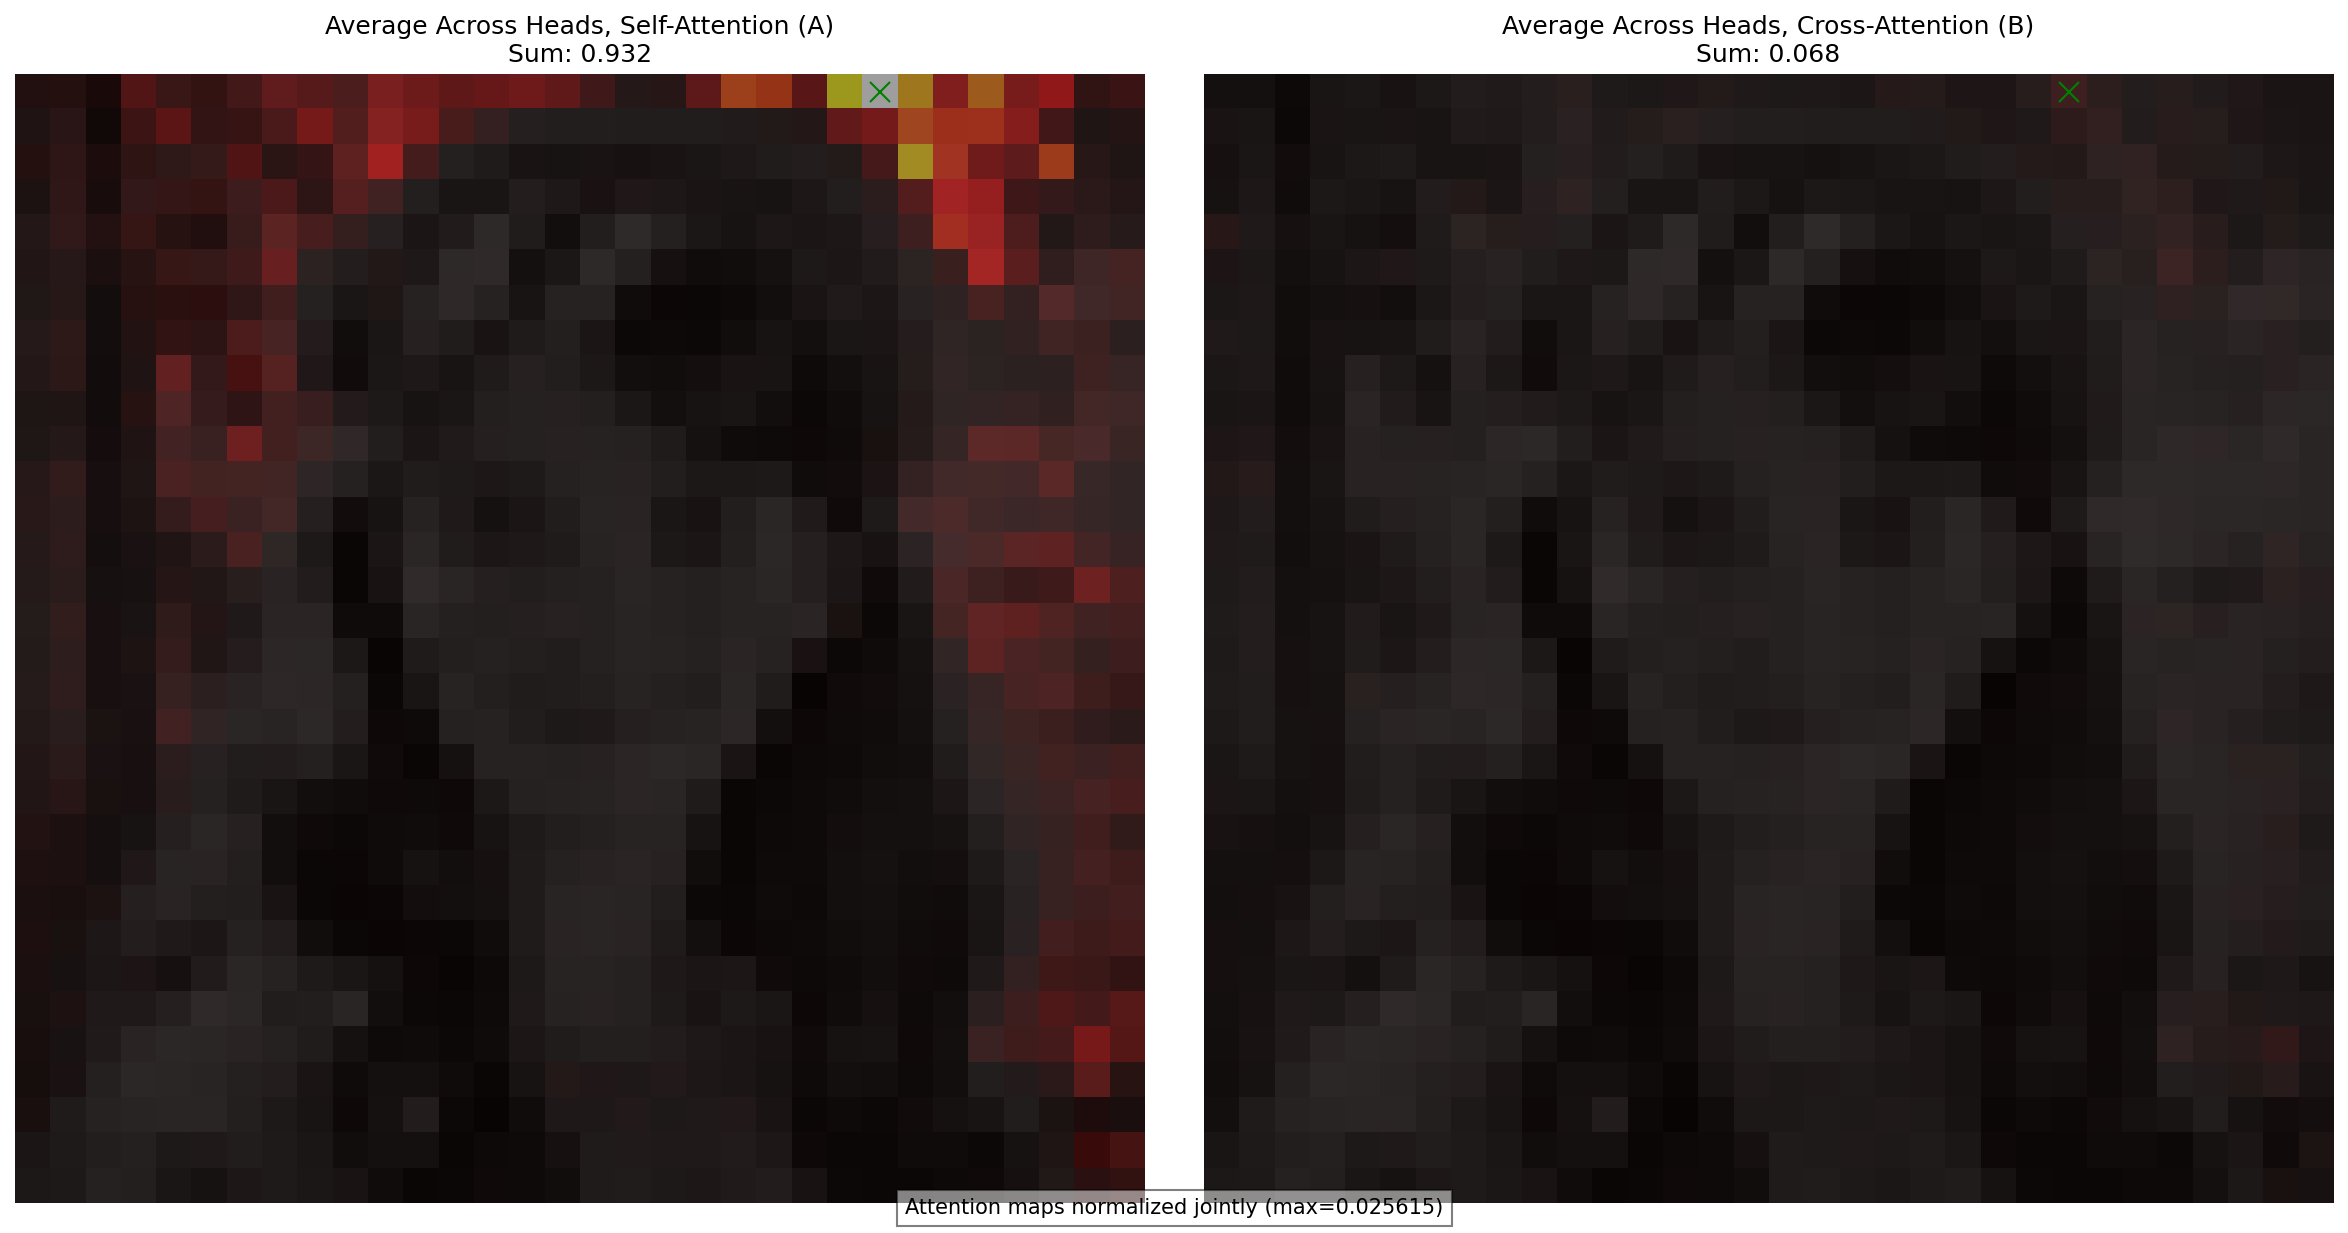 Average Across Heads, Self-Attention (A)
Sum: 0.932
Average Across Heads, Cross-Attention (B)
Sum: 0.068
Attention maps normalized jointly (max=0.025615)